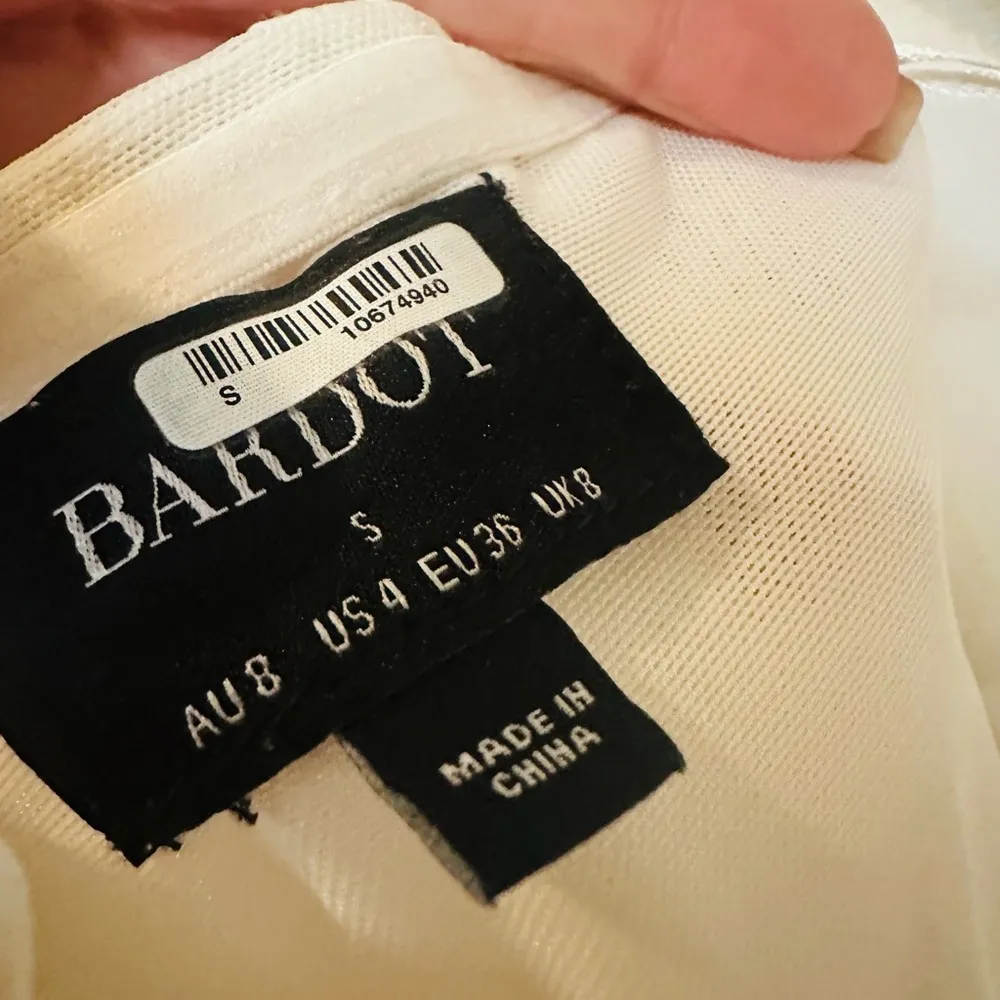 10674940
S
BARDOT
S
AU 8 US 4 EU 36 UK 8
MADE IN
CHINA